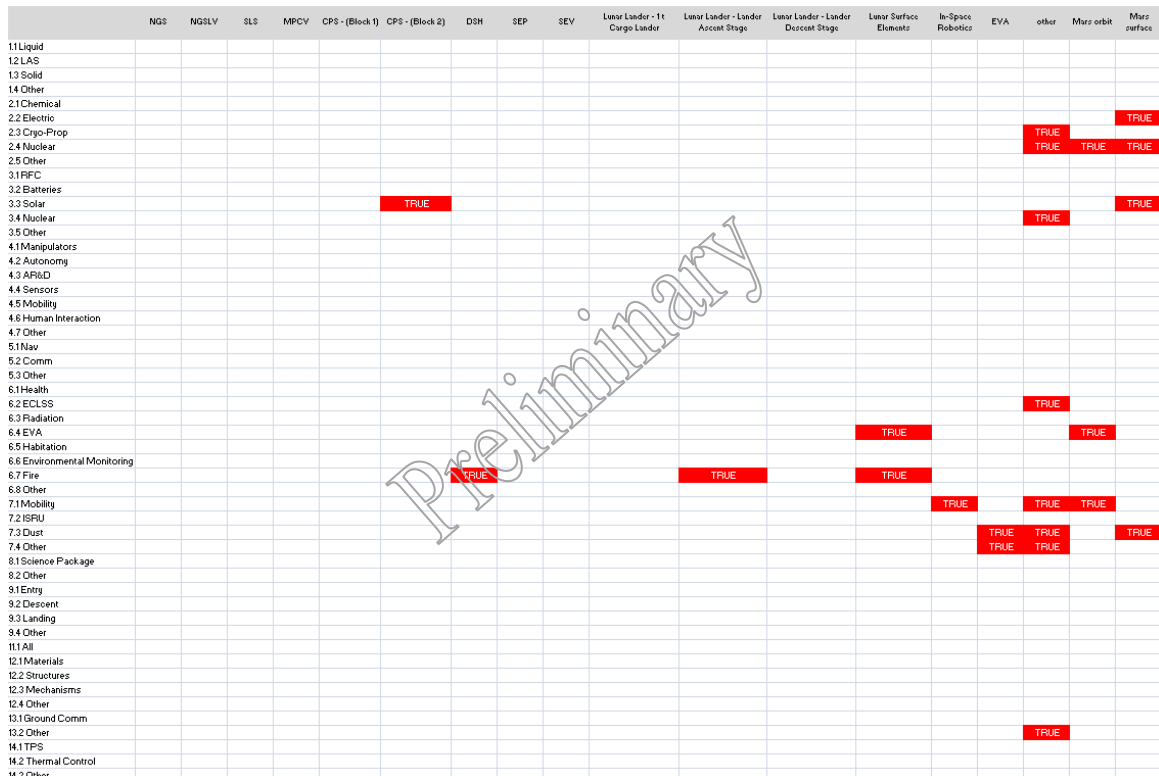 NGS NGSLV SLS MPCV CPS - (Block 1) CPS - (Block 2) DSH SEP SEV Lunar Lander - 1 t Cargo Lander Lunar Lander - Lander Ascent Stage Lunar Lander - Lander Descent Stage Lunar Surface Elements In-Space Robotics EVA other Mars orbit Mars surface
1.1 Liquid
1.2 LAS
1.3 Solid
1.4 Other
2.1 Chemical
2.2 Electric TRUE
2.3 Cryo-Prop TRUE
2.4 Nuclear TRUE TRUE TRUE
2.5 Other
3.1 RFC
3.2 Batteries
3.3 Solar TRUE TRUE
3.4 Nuclear TRUE
3.5 Other
4.1 Manipulators
4.2 Autonomy
4.3 AR&D
4.4 Sensors
4.5 Mobility
4.6 Human Interaction
4.7 Other
5.1 Nav
5.2 Comm
5.3 Other
6.1 Health
6.2 ECLSS TRUE
6.3 Radiation
6.4 EVA TRUE TRUE
6.5 Habitation
6.6 Environmental Monitoring
6.7 Fire TRUE TRUE TRUE
6.8 Other
7.1 Mobility TRUE TRUE TRUE
7.2 ISRU
7.3 Dust TRUE TRUE TRUE
7.4 Other TRUE TRUE
8.1 Science Package
8.2 Other
9.1 Entry
9.2 Descent
9.3 Landing
9.4 Other
11.1 All
12.1 Materials
12.2 Structures
12.3 Mechanisms
12.4 Other
13.1 Ground Comm
13.2 Other TRUE
14.1 TPS
14.2 Thermal Control
14.3 Other
Preliminary